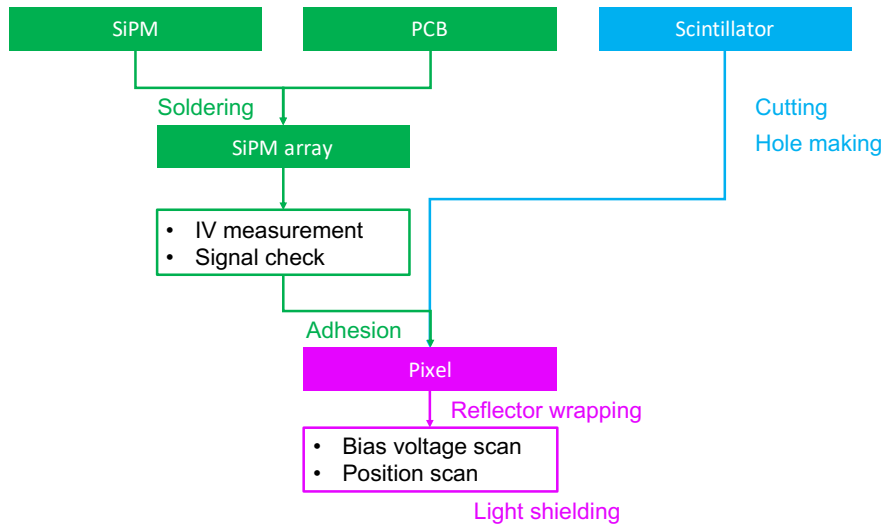 SiPM
PCB
Scintillator
Soldering
Cutting
Hole making
SiPM array
• IV measurement
• Signal check
Adhesion
Pixel
Reflector wrapping
• Bias voltage scan
• Position scan
Light shielding